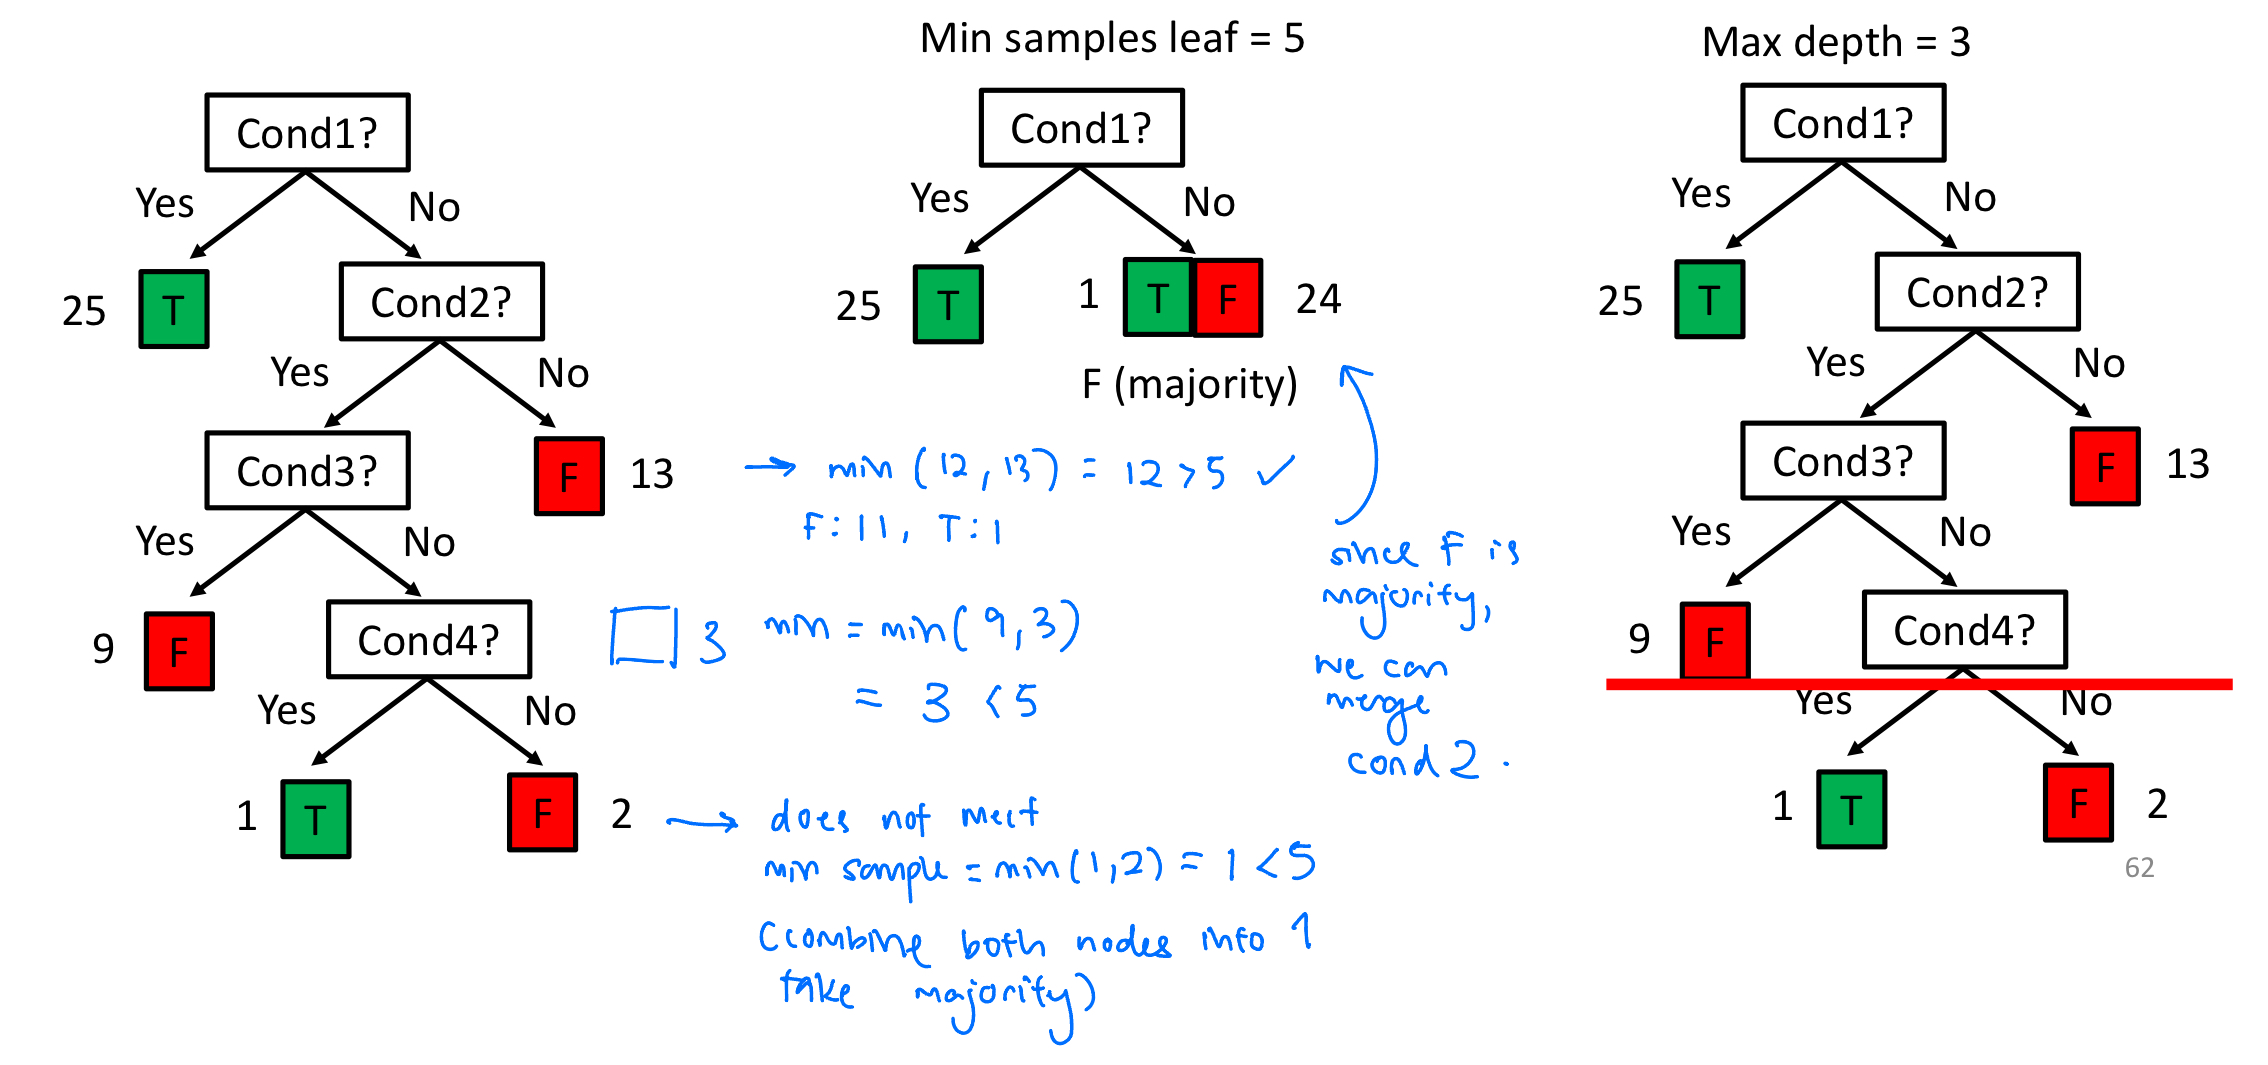 Min samples leaf = 5
Max depth = 3
Cond1?
Yes
No
25
T
Cond2?
Yes
No
Cond3?
F
13
Yes
No
9
F
Cond4?
Yes
No
1
T
F
2
Cond1?
Yes
No
25
T
1
T
F
24
F (majority)
→ min (12, 13) = 12 > 5 ✓
F: 11, T: 1
3 min = min(9, 3)
= 3 < 5
since F is
majority,
we can
merge
cond 2.
→ does not meet
min sample = min(1, 2) = 1 < 5
(combine both nodes into 1
take majority)
Cond1?
Yes
No
25
T
Cond2?
Yes
No
Cond3?
F
13
Yes
No
9
F
Cond4?
Yes
No
1
T
F
2
62